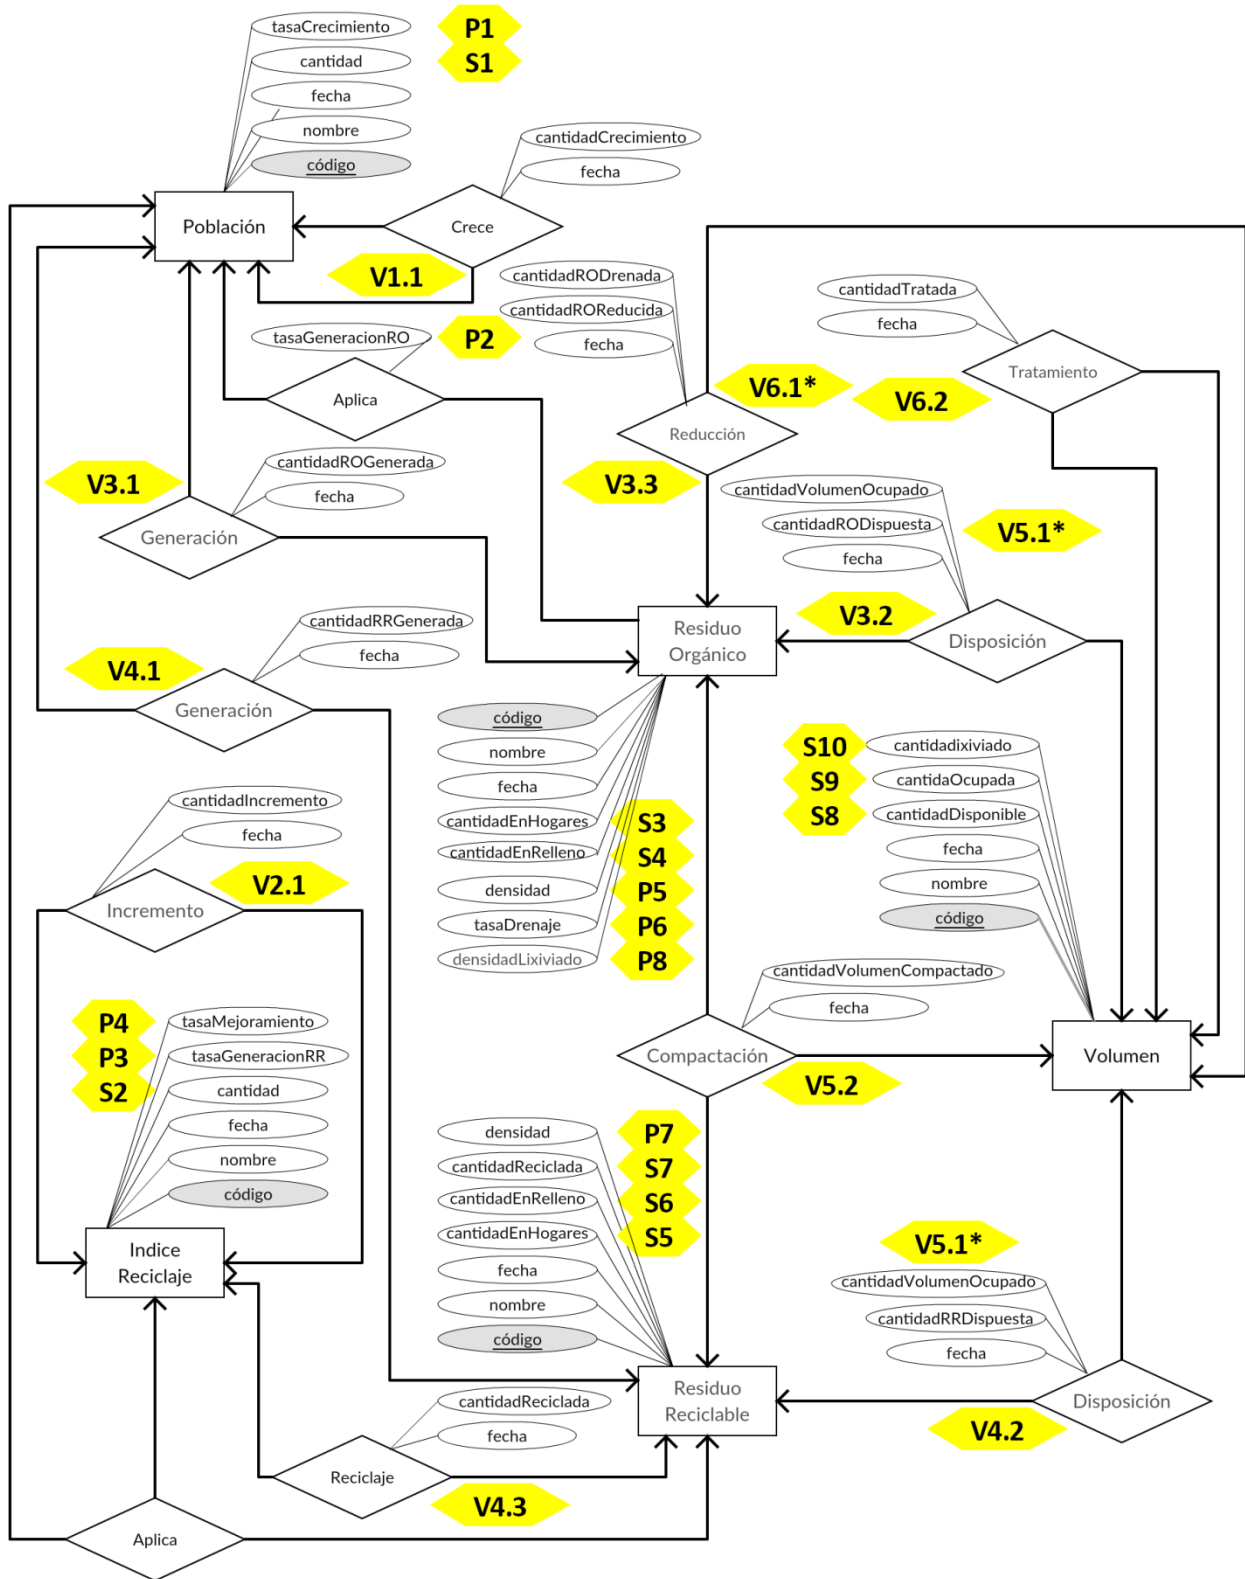 tasaCrecimiento
P1
cantidad
S1
fecha
nombre
código
Población
cantidadCrecimiento
fecha
Crece
V1.1
tasaGeneracionRO
P2
Aplica
cantidadRODrenada
cantidadROReducida
fecha
Reducción
V6.1*
V3.3
cantidadTratada
fecha
Tratamiento
V6.2
cantidadROGenerada
fecha
V3.1
Generación
cantidadVolumenOcupado
cantidadRODispuesta
fecha
V5.1*
V3.2
Disposición
Residuo
Orgánico
cantidadRRGenerada
fecha
V4.1
Generación
código
nombre
fecha
cantidadEnHogares
S3
cantidadEnRelleno
S4
densidad
P5
tasaDrenaje
P6
densidadLixiviado
P8
S10
cantidadixiviado
S9
cantidaOcupada
S8
cantidadDisponible
fecha
nombre
código
cantidadIncremento
fecha
V2.1
Incremento
cantidadVolumenCompactado
fecha
Compactación
V5.2
Volumen
P4
tasaMejoramiento
P3
tasaGeneracionRR
S2
cantidad
fecha
nombre
código
Indice
Reciclaje
densidad
P7
cantidadReciclada
S7
cantidadEnRelleno
S6
cantidadEnHogares
S5
fecha
nombre
código
Residuo
Reciclable
V5.1*
cantidadVolumenOcupado
cantidadRRDispuesta
fecha
Disposición
V4.2
cantidadReciclada
fecha
Reciclaje
V4.3
Aplica